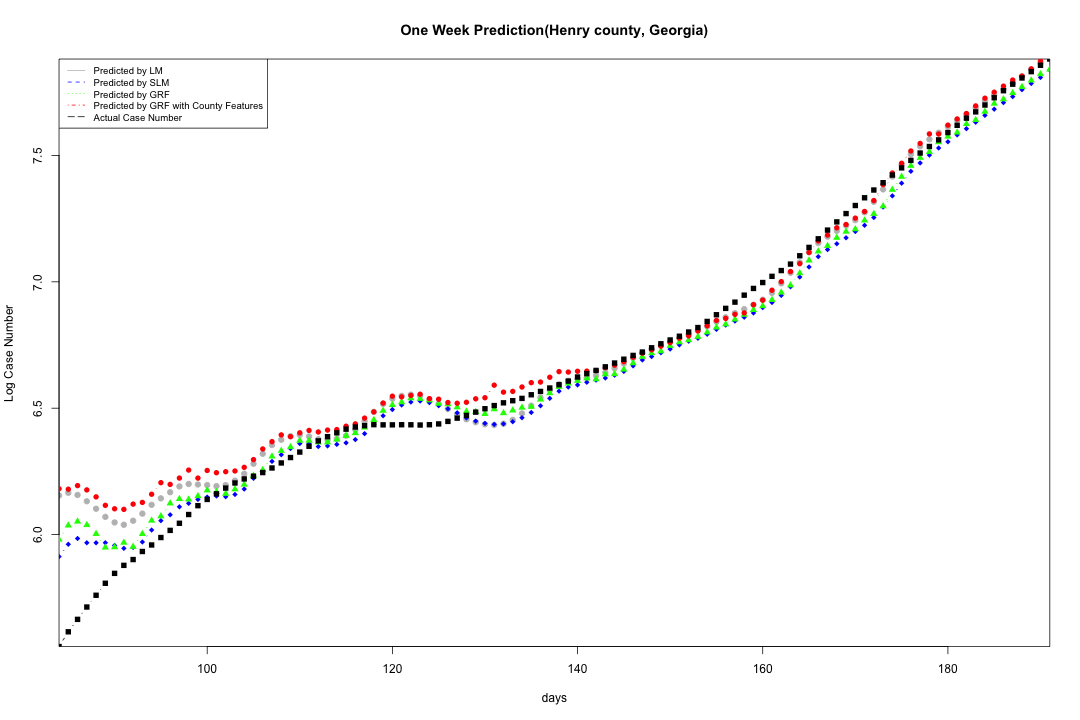 One Week Prediction(Henry county, Georgia)
Predicted by LM
Predicted by SLM
Predicted by GRF
Predicted by GRF with County Features
Actual Case Number
7.5
7.0
6.5
6.0
Log Case Number
100 120 140 160 180
days